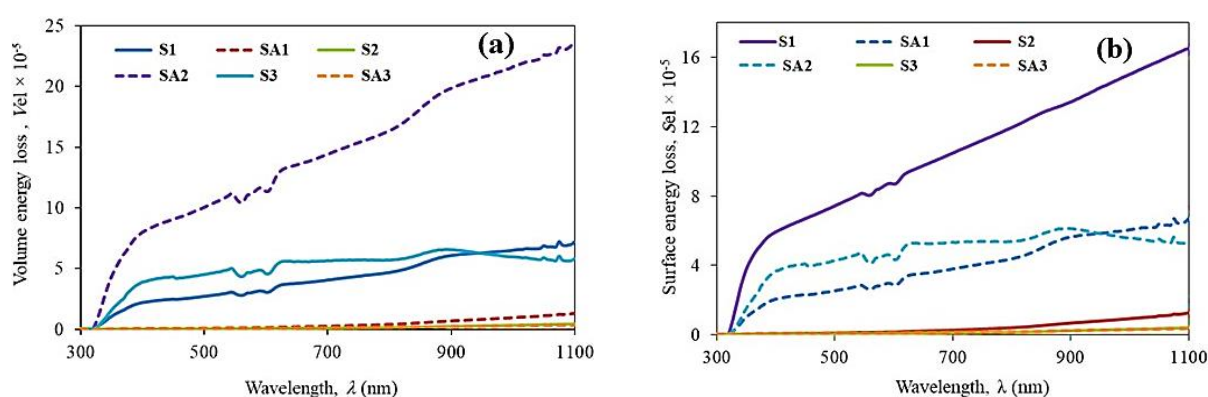 (a)
S1 SA1 S2
SA2 S3 SA3
Volume energy loss , Vel × 10⁻⁵
25
20
15
10
5
0
300 500 700 900 1100
Wavelength, λ (nm)
(b)
S1 SA1 S2
SA2 S3 SA3
Surface energy loss, Sel × 10⁻⁵
16
12
8
4
0
300 500 700 900 1100
Wavelength, λ (nm)